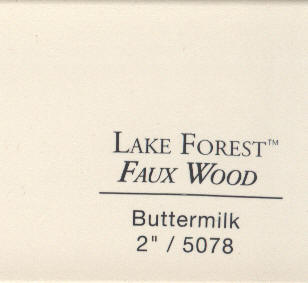 LAKE FOREST™
FAUX WOOD
Buttermilk
2" / 5078